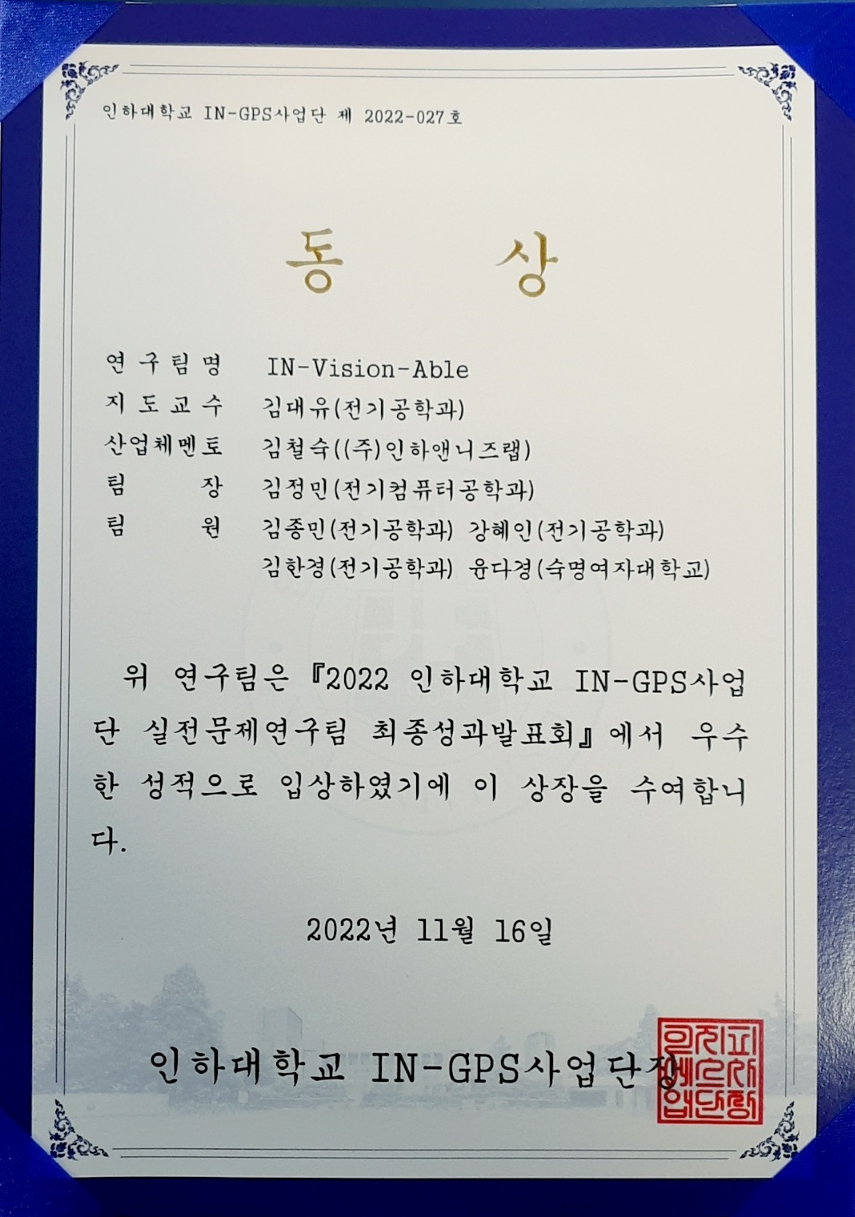 인하대학교 IN-GPS사업단 제 2022-027호
동 상
연구팀명 IN-Vision-Able
지도교수 김대유(전기공학과)
산업체멘토 김철숙((주)인하앤니즈랩)
팀 장 김정민(전기컴퓨터공학과)
팀 원 김종민(전기공학과) 강혜인(전기공학과)
김한경(전기공학과) 윤다경(숙명여자대학교)
위 연구팀은『2022 인하대학교 IN-GPS사업
단 실전문제연구팀 최종성과발표회』에서 우수
한 성적으로 입상하였기에 이 상장을 수여합니
다.
2022년 11월 16일
인하대학교 IN-GPS사업단장